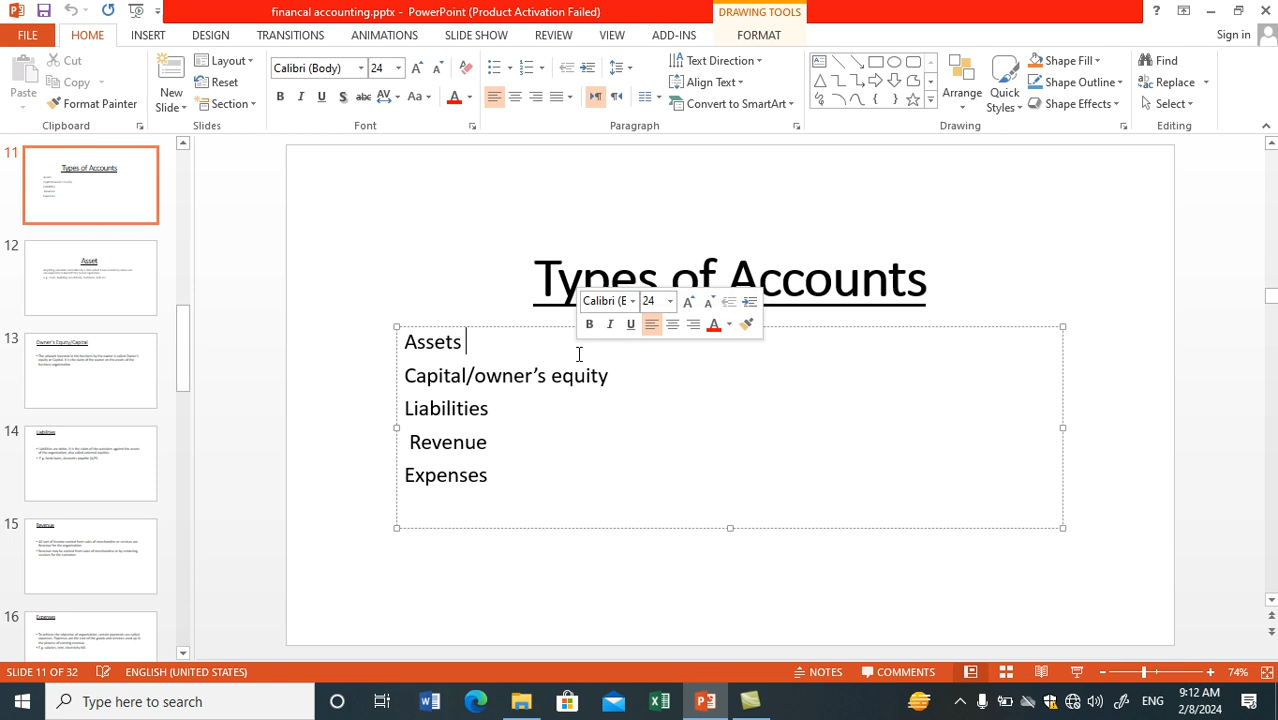 financal accounting.pptx - PowerPoint (Product Activation Failed)
DRAWING TOOLS
FILE HOME INSERT DESIGN TRANSITIONS ANIMATIONS SLIDE SHOW REVIEW VIEW ADD-INS FORMAT Sign in
Paste
Cut
Copy
Format Painter
Clipboard
New Slide
Layout
Reset
Section
Slides
Calibri (Body) 24
B I U S abc AV Aa A
Font
Text Direction
Align Text
Convert to SmartArt
Paragraph
Arrange
Quick Styles
Shape Fill
Shape Outline
Shape Effects
Drawing
Find
Replace
Select
Editing
11
Types of Accounts
12
Asset
13
Owner's Equity/Capital
14
Liabilities
15
Revenue
16
Expenses
Types of Accounts
Calibri (E 24
B I U A
Assets
Capital/owner’s equity
Liabilities
Revenue
Expenses
SLIDE 11 OF 32 ENGLISH (UNITED STATES) NOTES COMMENTS 74%
Type here to search
ENG
9:12 AM
2/8/2024